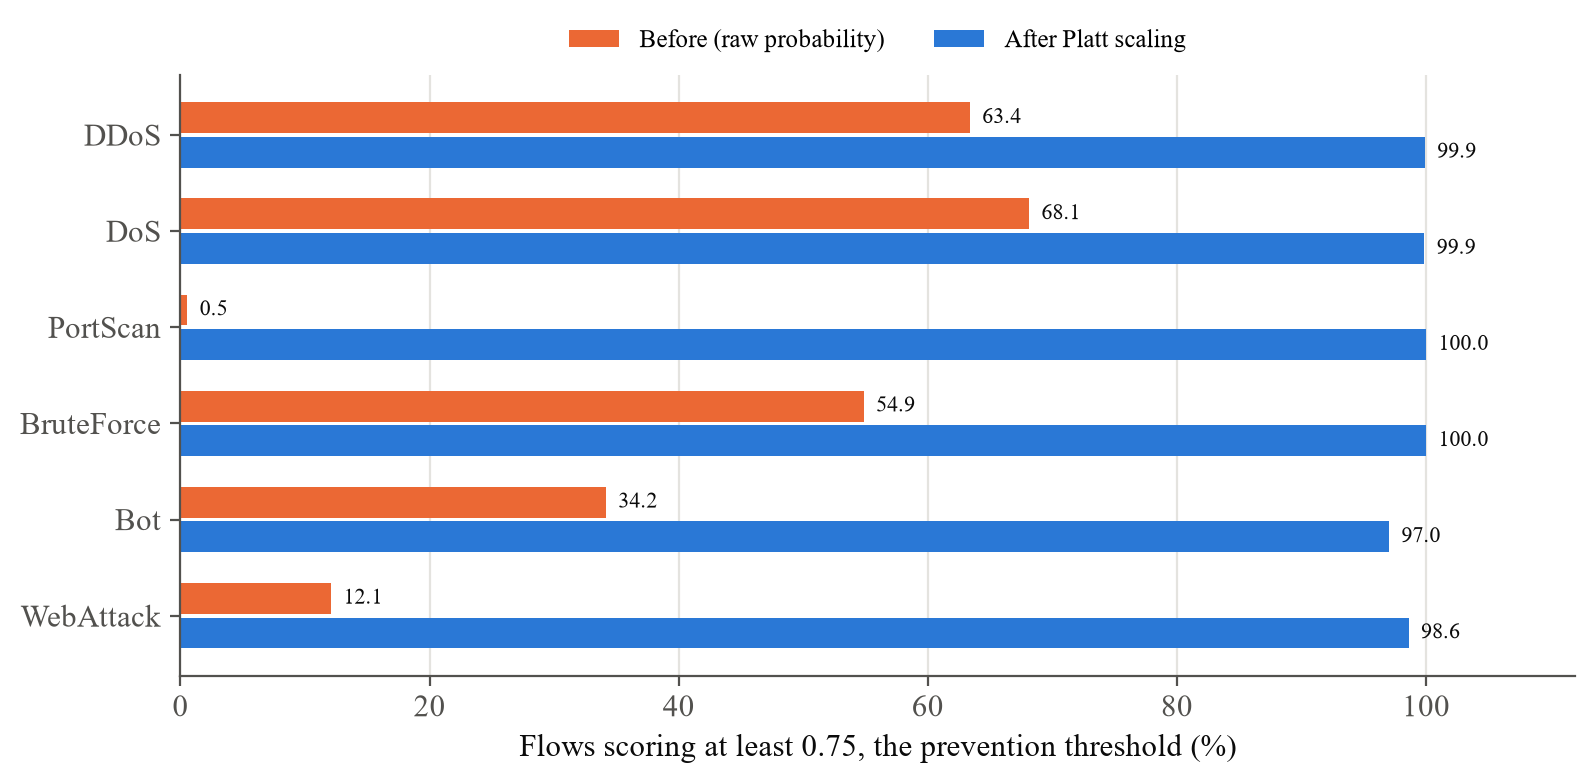 Before (raw probability) After Platt scaling
DDoS 63.4
99.9
DoS 68.1
99.9
PortScan 0.5
100.0
BruteForce 54.9
100.0
Bot 34.2
97.0
WebAttack 12.1
98.6
0 20 40 60 80 100
Flows scoring at least 0.75, the prevention threshold (%)